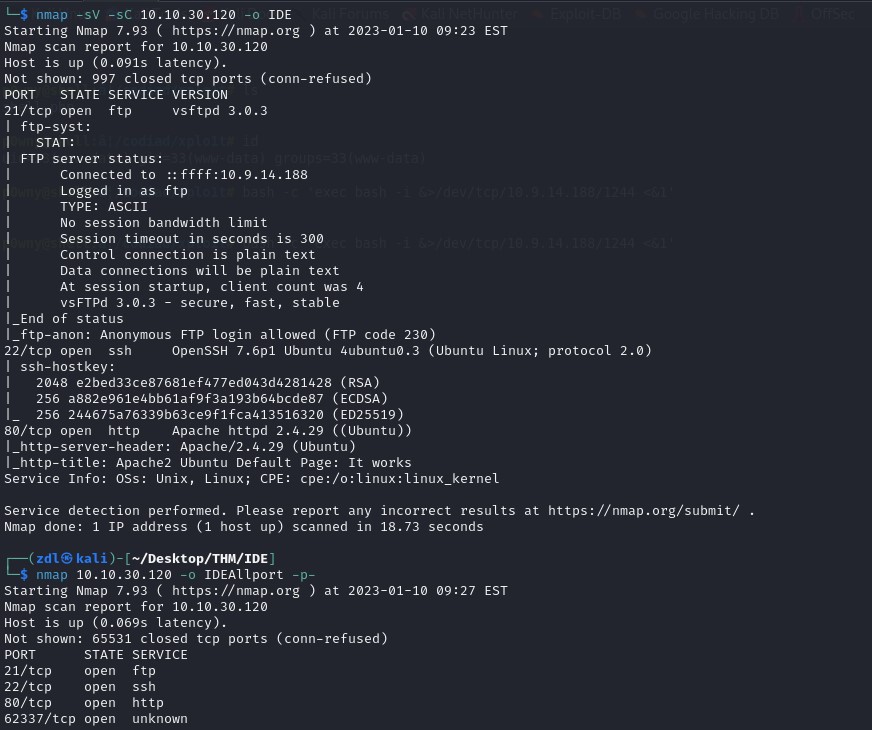 └─$ nmap -sV -sC 10.10.30.120 -o IDE
Kali Forums Kali NetHunter Exploit-DB Google Hacking DB OffSec
Starting Nmap 7.93 ( https://nmap.org ) at 2023-01-10 09:23 EST
Nmap scan report for 10.10.30.120
Host is up (0.091s latency).
Not shown: 997 closed tcp ports (conn-refused)
PORT   STATE SERVICE VERSION
21/tcp open  ftp     vsftpd 3.0.3
| ftp-syst:
|   STAT:
| FTP server status:
|      Connected to ::ffff:10.9.14.188
|      Logged in as ftp
|      TYPE: ASCII
|      No session bandwidth limit
|      Session timeout in seconds is 300
|      Control connection is plain text
|      Data connections will be plain text
|      At session startup, client count was 4
|      vsFTPd 3.0.3 - secure, fast, stable
|_End of status
|_ftp-anon: Anonymous FTP login allowed (FTP code 230)
22/tcp open  ssh     OpenSSH 7.6p1 Ubuntu 4ubuntu0.3 (Ubuntu Linux; protocol 2.0)
| ssh-hostkey:
|   2048 e2bed33ce87681ef477ed043d4281428 (RSA)
|   256 a882e961e4bb61af9f3a193b64bcde87 (ECDSA)
|_  256 244675a76339b63ce9f1fca413516320 (ED25519)
80/tcp open  http    Apache httpd 2.4.29 ((Ubuntu))
|_http-server-header: Apache/2.4.29 (Ubuntu)
|_http-title: Apache2 Ubuntu Default Page: It works
Service Info: OSs: Unix, Linux; CPE: cpe:/o:linux:linux_kernel
Service detection performed. Please report any incorrect results at https://nmap.org/submit/ .
Nmap done: 1 IP address (1 host up) scanned in 18.73 seconds
┌──(zdl㉿kali)-[~/Desktop/THM/IDE]
└─$ nmap 10.10.30.120 -o IDEAllport -p-
Starting Nmap 7.93 ( https://nmap.org ) at 2023-01-10 09:27 EST
Nmap scan report for 10.10.30.120
Host is up (0.069s latency).
Not shown: 65531 closed tcp ports (conn-refused)
PORT      STATE SERVICE
21/tcp    open  ftp
22/tcp    open  ssh
80/tcp    open  http
62337/tcp open  unknown